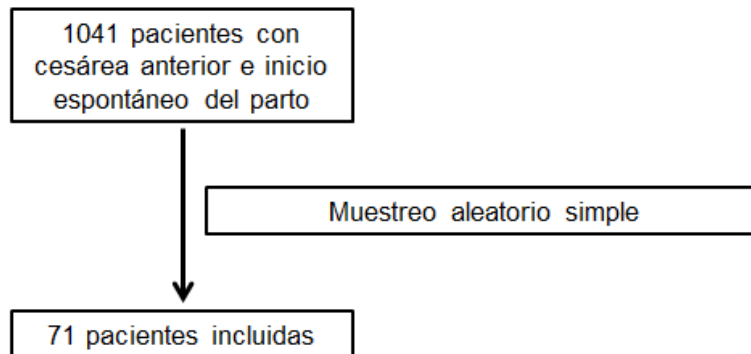 1041 pacientes con
cesárea anterior e inicio
espontáneo del parto
Muestreo aleatorio simple
71 pacientes incluidas